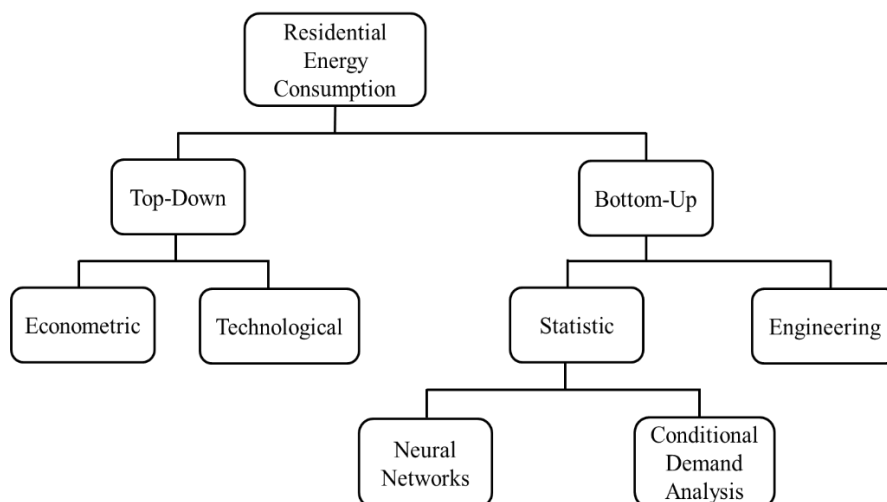 Residential
Energy
Consumption
Top-Down
Bottom-Up
Econometric
Technological
Statistic
Engineering
Neural
Networks
Conditional
Demand
Analysis